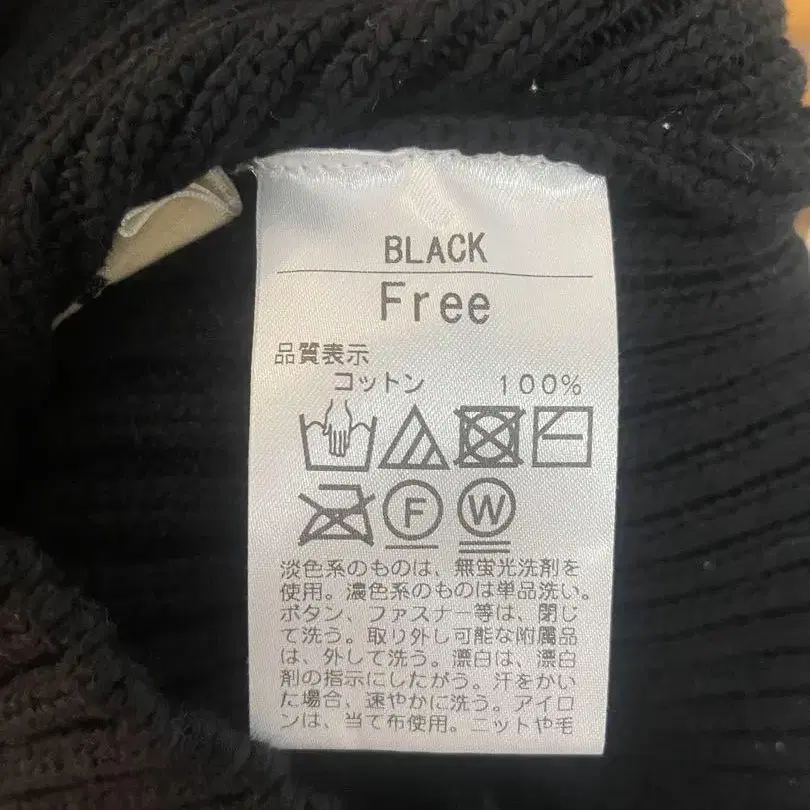 BLACK
Free
品質表示
コットン 100%
F W
淡色系のものは、無蛍光洗剤を
使用。濃色系のものは単品洗い。
ボタン、ファスナー等は、閉じ
て洗う。取り外し可能な附属品
は、外して洗う。漂白は、漂白
剤の指示にしたがう。汗をかい
た場合、速やかに洗う。アイロ
ンは、当て布使用。ニットや毛